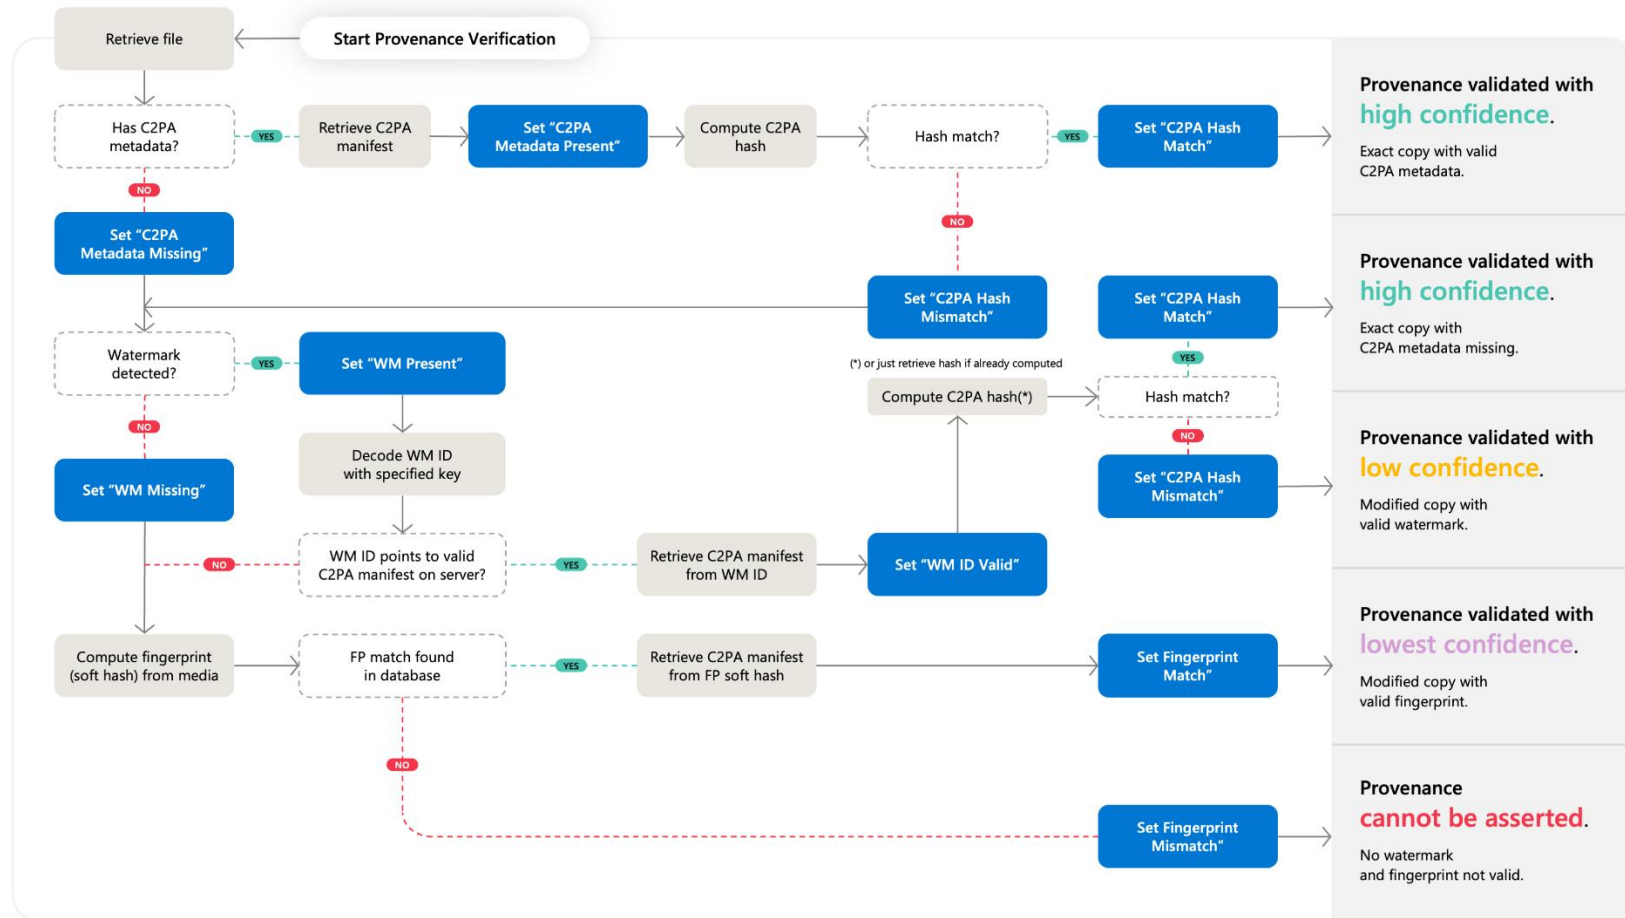 Retrieve file
Start Provenance Verification
Has C2PA
metadata?
YES
Retrieve C2PA
manifest
Set “C2PA
Metadata Present”
Compute C2PA
hash
Hash match?
YES
Set “C2PA Hash
Match”
Provenance validated with
high confidence.
Exact copy with valid
C2PA metadata.
NO
NO
Set “C2PA
Metadata Missing”
Set “C2PA Hash
Mismatch”
Set “C2PA Hash
Match”
Provenance validated with
high confidence.
Exact copy with
C2PA metadata missing.
Watermark
detected?
YES
Set “WM Present”
(*) or just retrieve hash if already computed
YES
Compute C2PA hash(*)
Hash match?
NO
NO
Decode WM ID
with specified key
Set “WM Missing”
Set “C2PA Hash
Mismatch”
Provenance validated with
low confidence.
Modified copy with
valid watermark.
NO
WM ID points to valid
C2PA manifest on server?
YES
Retrieve C2PA manifest
from WM ID
Set “WM ID Valid”
Compute fingerprint
(soft hash) from media
FP match found
in database
YES
Retrieve C2PA manifest
from FP soft hash
Set Fingerprint
Match”
Provenance validated with
lowest confidence.
Modified copy with
valid fingerprint.
NO
Set Fingerprint
Mismatch”
Provenance
cannot be asserted.
No watermark
and fingerprint not valid.